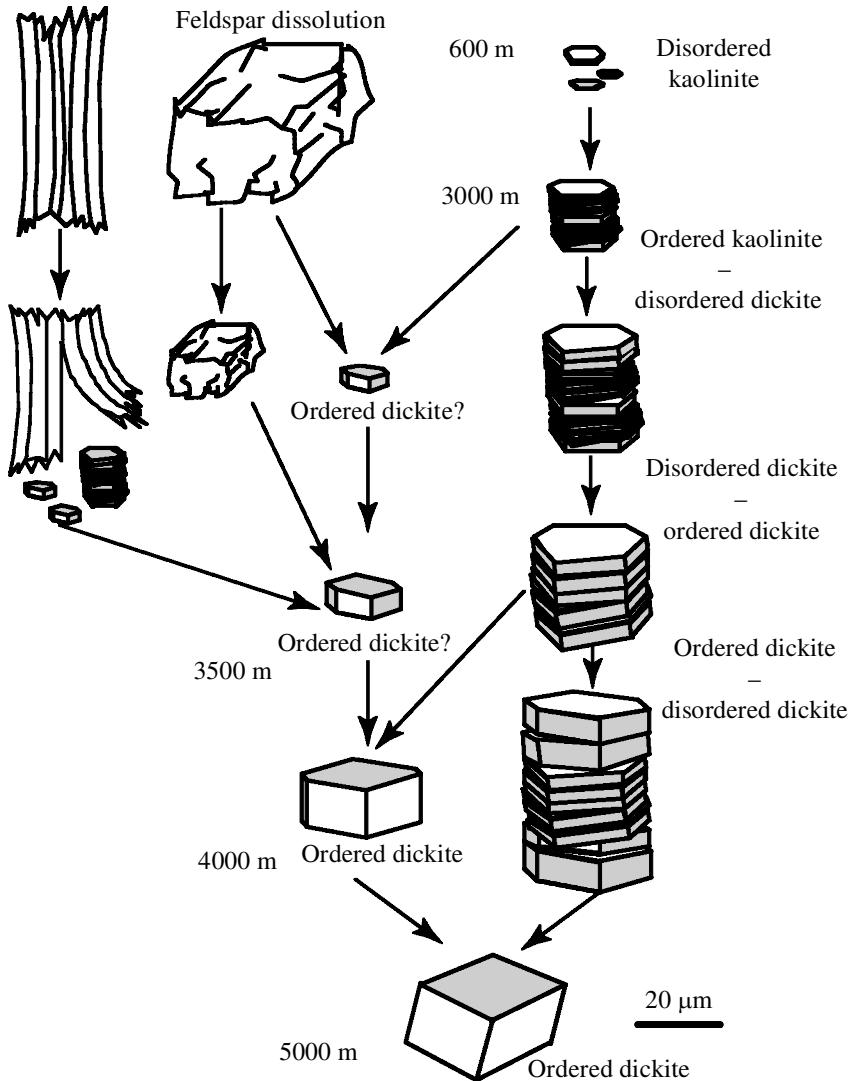 Feldspar dissolution
600 m
Disordered
kaolinite
3000 m
Ordered kaolinite
–
disordered dickite
Ordered dickite?
Disordered dickite
–
ordered dickite
Ordered dickite?
3500 m
Ordered dickite
–
disordered dickite
4000 m
Ordered dickite
20 μm
5000 m
Ordered dickite